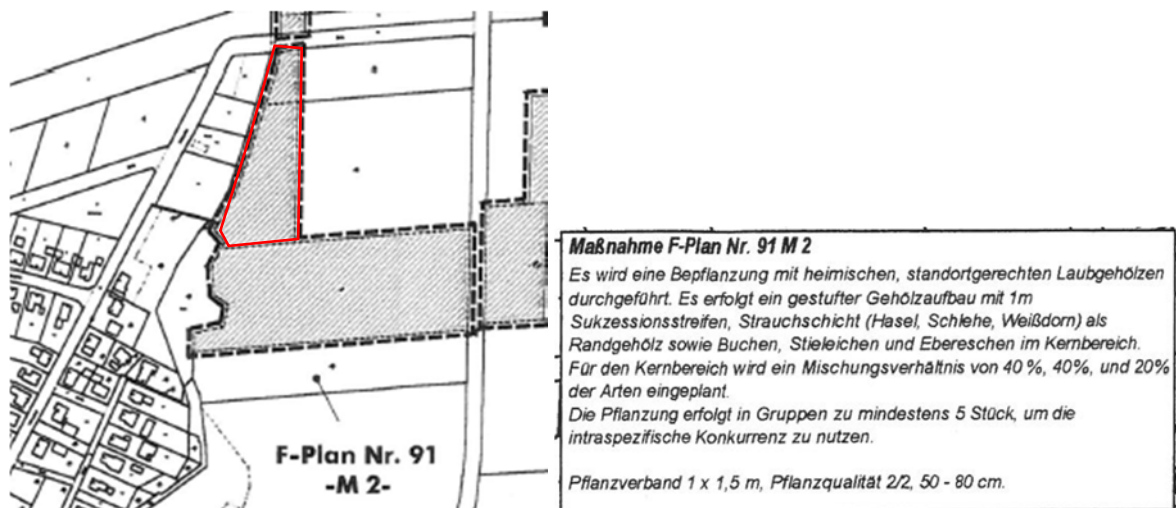 F-Plan Nr. 91
-M 2-
Maßnahme F-Plan Nr. 91 M 2
Es wird eine Bepflanzung mit heimischen, standortgerechten Laubgehölzen
durchgeführt. Es erfolgt ein gestufter Gehölzaufbau mit 1m
Sukzessionsstreifen, Strauchschicht (Hasel, Schlehe, Weißdorn) als
Randgehölz sowie Buchen, Stieleichen und Ebereschen im Kernbereich.
Für den Kernbereich wird ein Mischungsverhältnis von 40 %, 40%, und 20%
der Arten eingeplant.
Die Pflanzung erfolgt in Gruppen zu mindestens 5 Stück, um die
intraspezifische Konkurrenz zu nutzen.
Pflanzverband 1 x 1,5 m, Pflanzqualität 2/2, 50 - 80 cm.